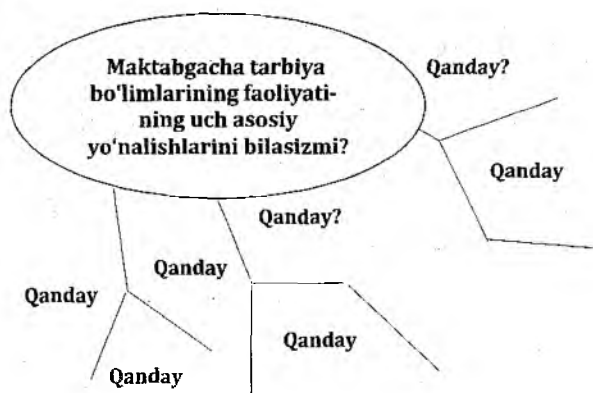 Maktabgacha tarbiya
bo‘limlarining faoliyati-
ning uch asosiy
yo‘nalishlarini bilasizmi?
Qanday?
Qanday
Qanday?
Qanday
Qanday
Qanday
Qanday